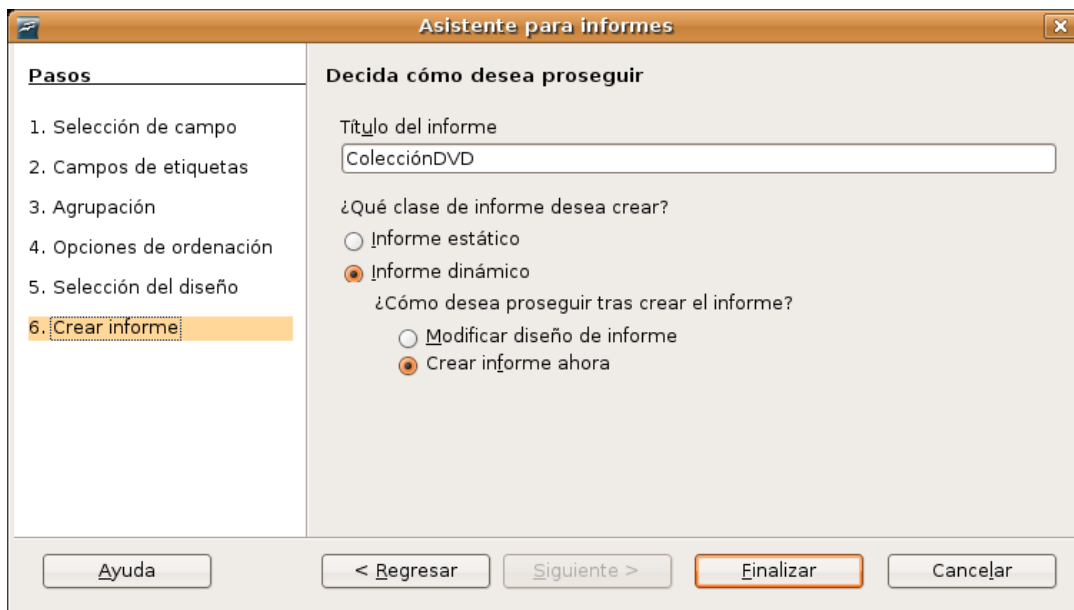 Asistente para informes
Pasos
1. Selección de campo
2. Campos de etiquetas
3. Agrupación
4. Opciones de ordenación
5. Selección del diseño
6. Crear informe
Decida cómo desea proseguir
Título del informe
ColecciónDVD
¿Qué clase de informe desea crear?
Informe estático
Informe dinámico
¿Cómo desea proseguir tras crear el informe?
Modificar diseño de informe
Crear informe ahora
Ayuda
< Regresar
Siguiente >
Finalizar
Cancelar